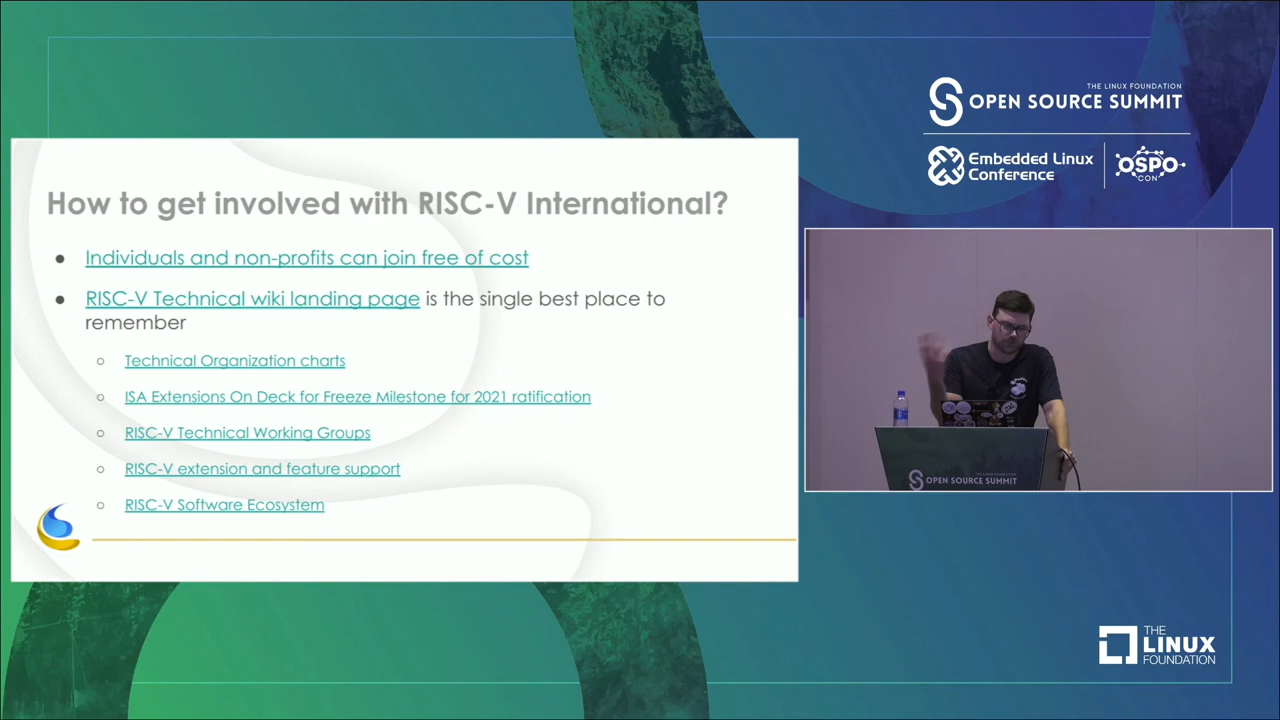 THE LINUX FOUNDATION
OPEN SOURCE SUMMIT
Embedded Linux
Conference
OSPO
CON
How to get involved with RISC-V International?
● Individuals and non-profits can join free of cost
● RISC-V Technical wiki landing page is the single best place to
remember
○ Technical Organization charts
○ ISA Extensions On Deck for Freeze Milestone for 2021 ratification
○ RISC-V Technical Working Groups
○ RISC-V extension and feature support
○ RISC-V Software Ecosystem
OPEN SOURCE SUMMIT
THE
LINUX
FOUNDATION